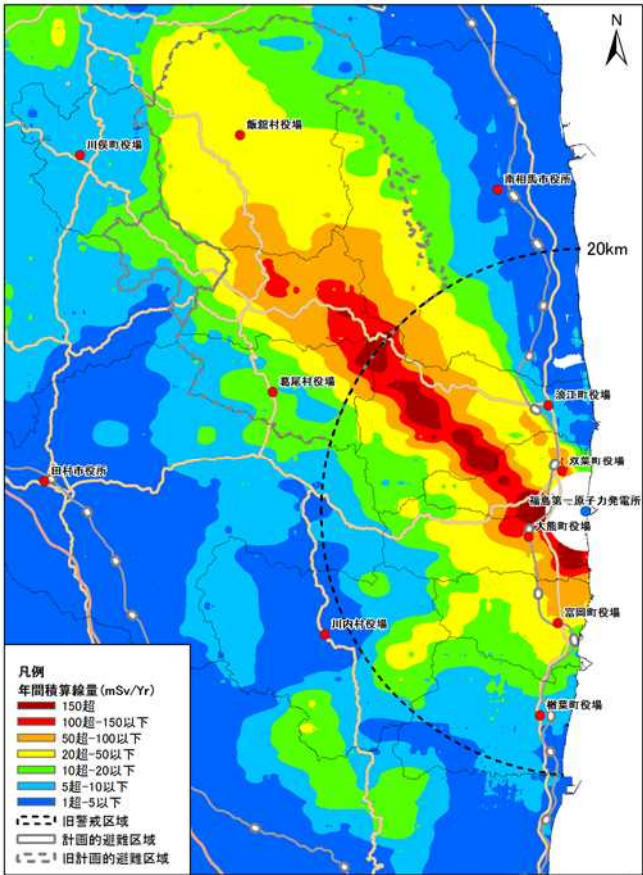 N
飯舘村役場
川俣町役場
南相馬市役所
20km
葛尾村役場
浪江町役場
田村市役所
双葉町役場
福島第一原子力発電所
大熊町役場
富岡町役場
川内村役場
楢葉町役場
凡例
年間積算線量(mSv/Yr)
150超
100超-150以下
50超-100以下
20超-50以下
10超-20以下
5超-10以下
1超-5以下
旧警戒区域
計画的避難区域
旧計画的避難区域